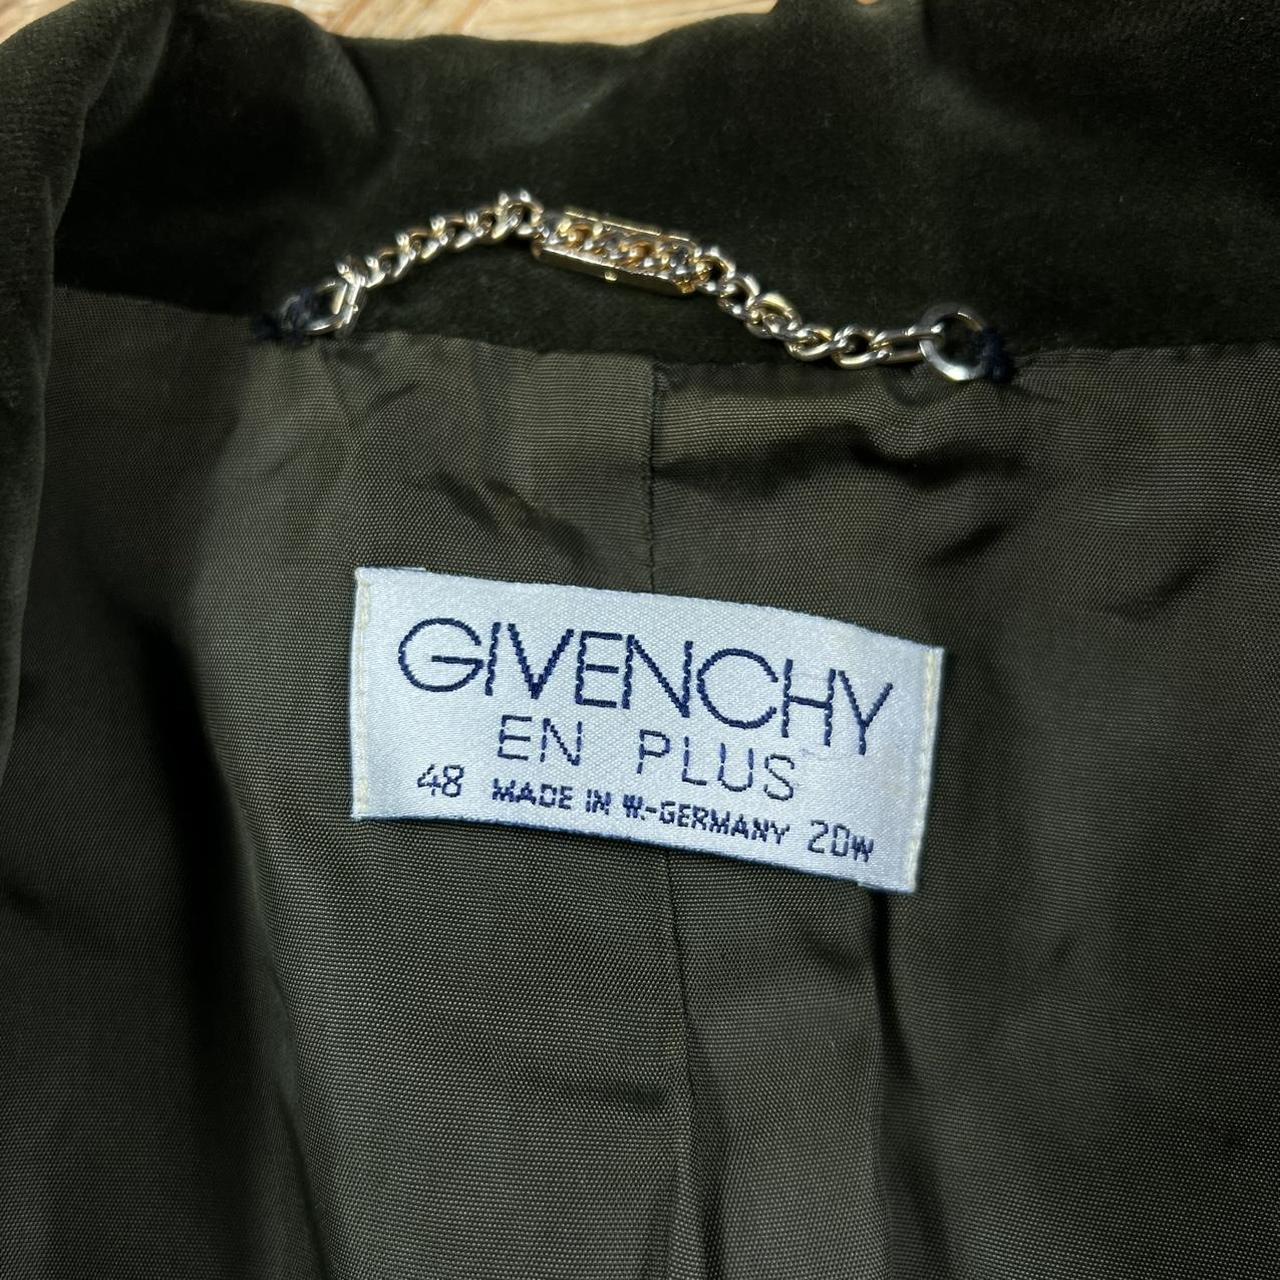 GIVENCHY
EN PLUS
48 MADE IN W.-GERMANY 20W